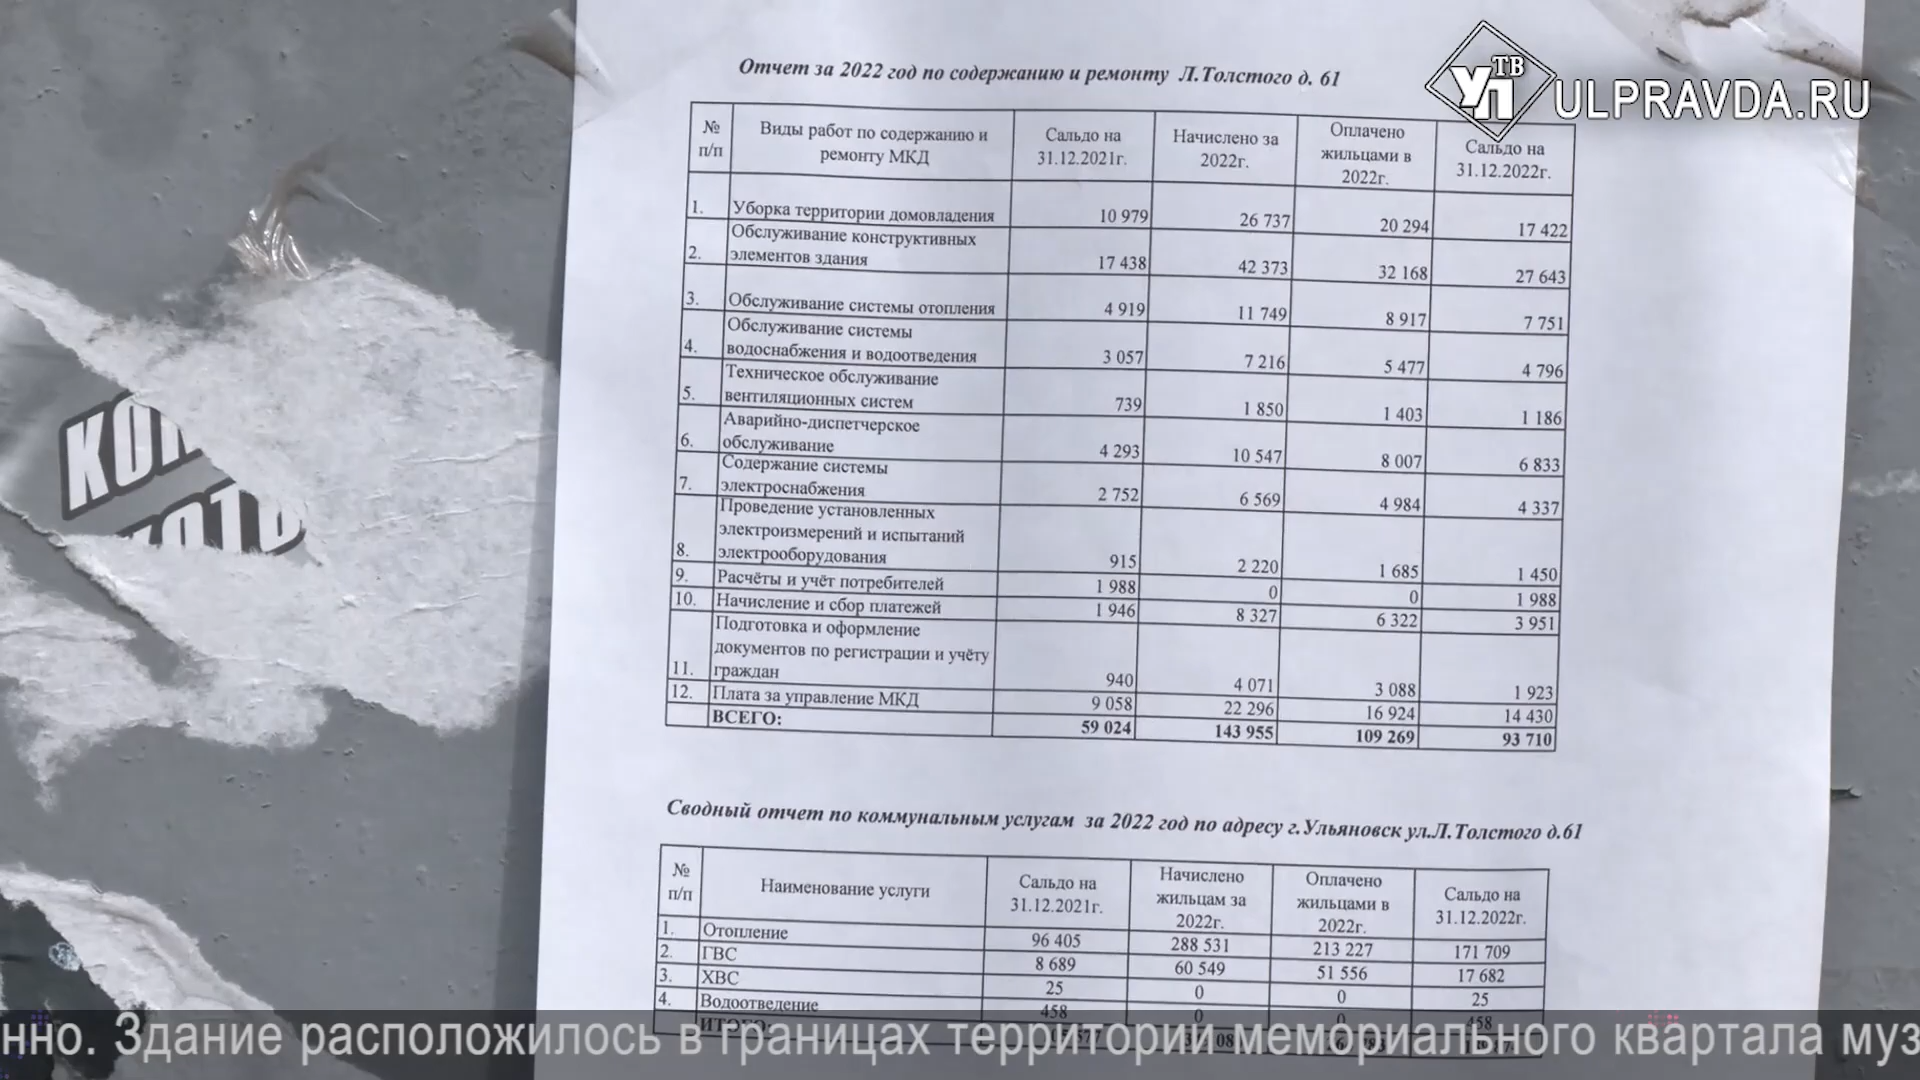 УП ТВ ULPRAVDA.RU
Отчет за 2022 год по содержанию и ремонту Л.Толстого д. 61
№ п/п Виды работ по содержанию и ремонту МКД Сальдо на 31.12.2021г. Начислено за 2022г. Оплачено жильцами в 2022г. Сальдо на 31.12.2022г.
1. Уборка территории домовладения 10 979 26 737 20 294 17 422
2. Обслуживание конструктивных элементов здания 17 438 42 373 32 168 27 643
3. Обслуживание системы отопления 4 919 11 749 8 917 7 751
4. Обслуживание системы водоснабжения и водоотведения 3 057 7 216 5 477 4 796
5. Техническое обслуживание вентиляционных систем 739 1 850 1 403 1 186
6. Аварийно-диспетчерское обслуживание 4 293 10 547 8 007 6 833
7. Содержание системы электроснабжения 2 752 6 569 4 984 4 337
8. Проведение установленных электроизмерений и испытаний электрооборудования 915 2 220 1 685 1 450
9. Расчёты и учёт потребителей 1 988 0 0 1 988
10. Начисление и сбор платежей 1 946 8 327 6 322 3 951
11. Подготовка и оформление документов по регистрации и учёту граждан 940 4 071 3 088 1 923
12. Плата за управление МКД 9 058 22 296 16 924 14 430
ВСЕГО: 59 024 143 955 109 269 93 710
Сводный отчет по коммунальным услугам за 2022 год по адресу г.Ульяновск ул.Л.Толстого д.61
№ п/п Наименование услуги Сальдо на 31.12.2021г. Начислено жильцам за 2022г. Оплачено жильцами в 2022г. Сальдо на 31.12.2022г.
1. Отопление 96 405 288 531 213 227 171 709
2. ГВС 8 689 60 549 51 556 17 682
3. ХВС 25 0 0 25
4. Водоотведение 458 0 0 458
ИТОГО:
нно. Здание расположилось в границах территории мемориального квартала муз